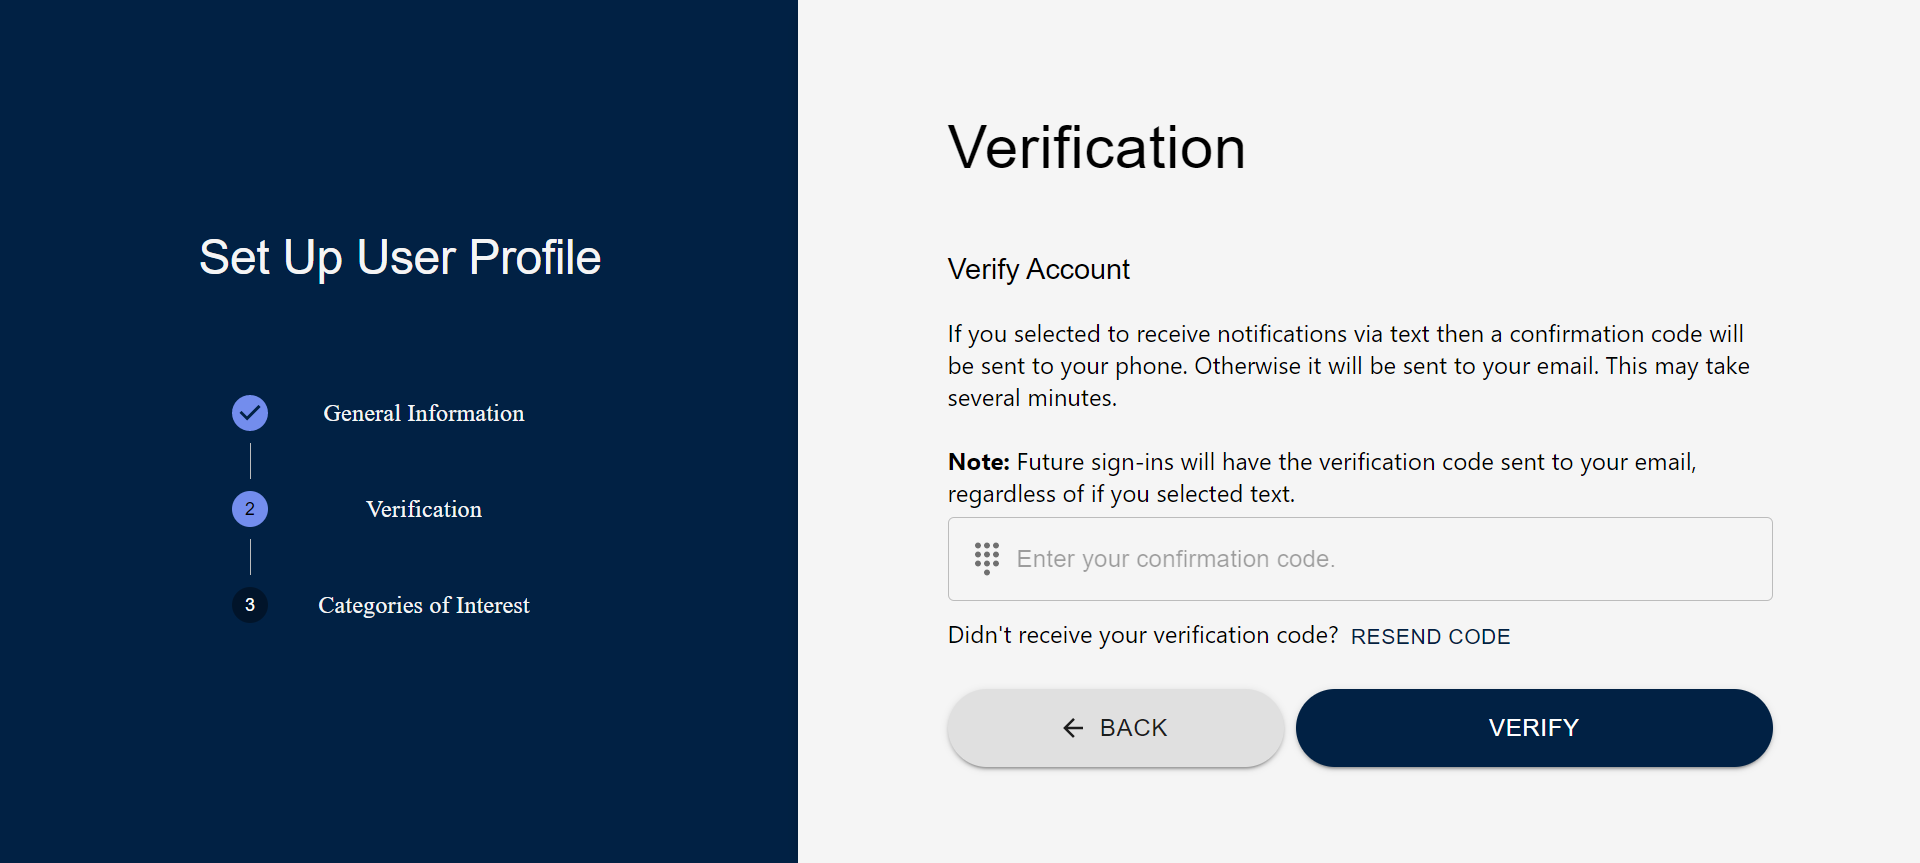 Set Up User Profile
General Information
2
Verification
3
Categories of Interest
Verification
Verify Account
If you selected to receive notifications via text then a confirmation code will
be sent to your phone. Otherwise it will be sent to your email. This may take
several minutes.
Note: Future sign-ins will have the verification code sent to your email,
regardless of if you selected text.
Enter your confirmation code.
Didn't receive your verification code? RESEND CODE
BACK
VERIFY